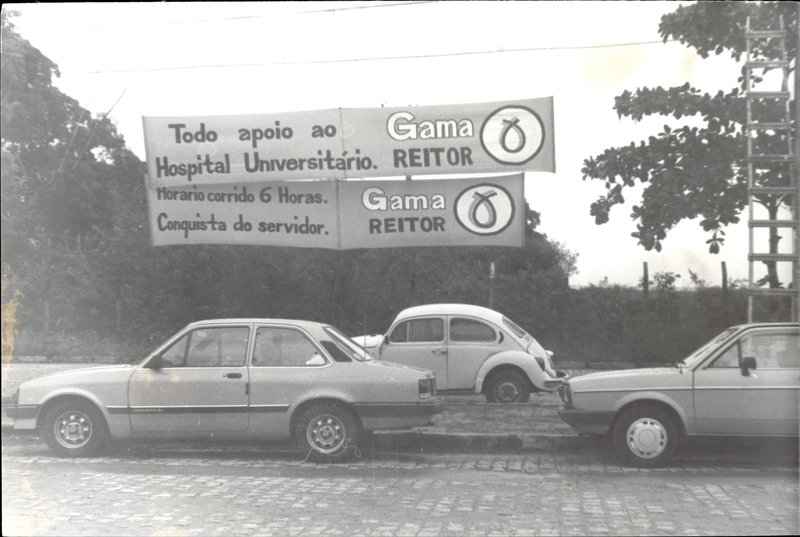 Todo apoio ao
Hospital Universitário.
Gama
REITOR
Horario corrido 6 Horas.
Conquista do servidor.
Gama
REITOR